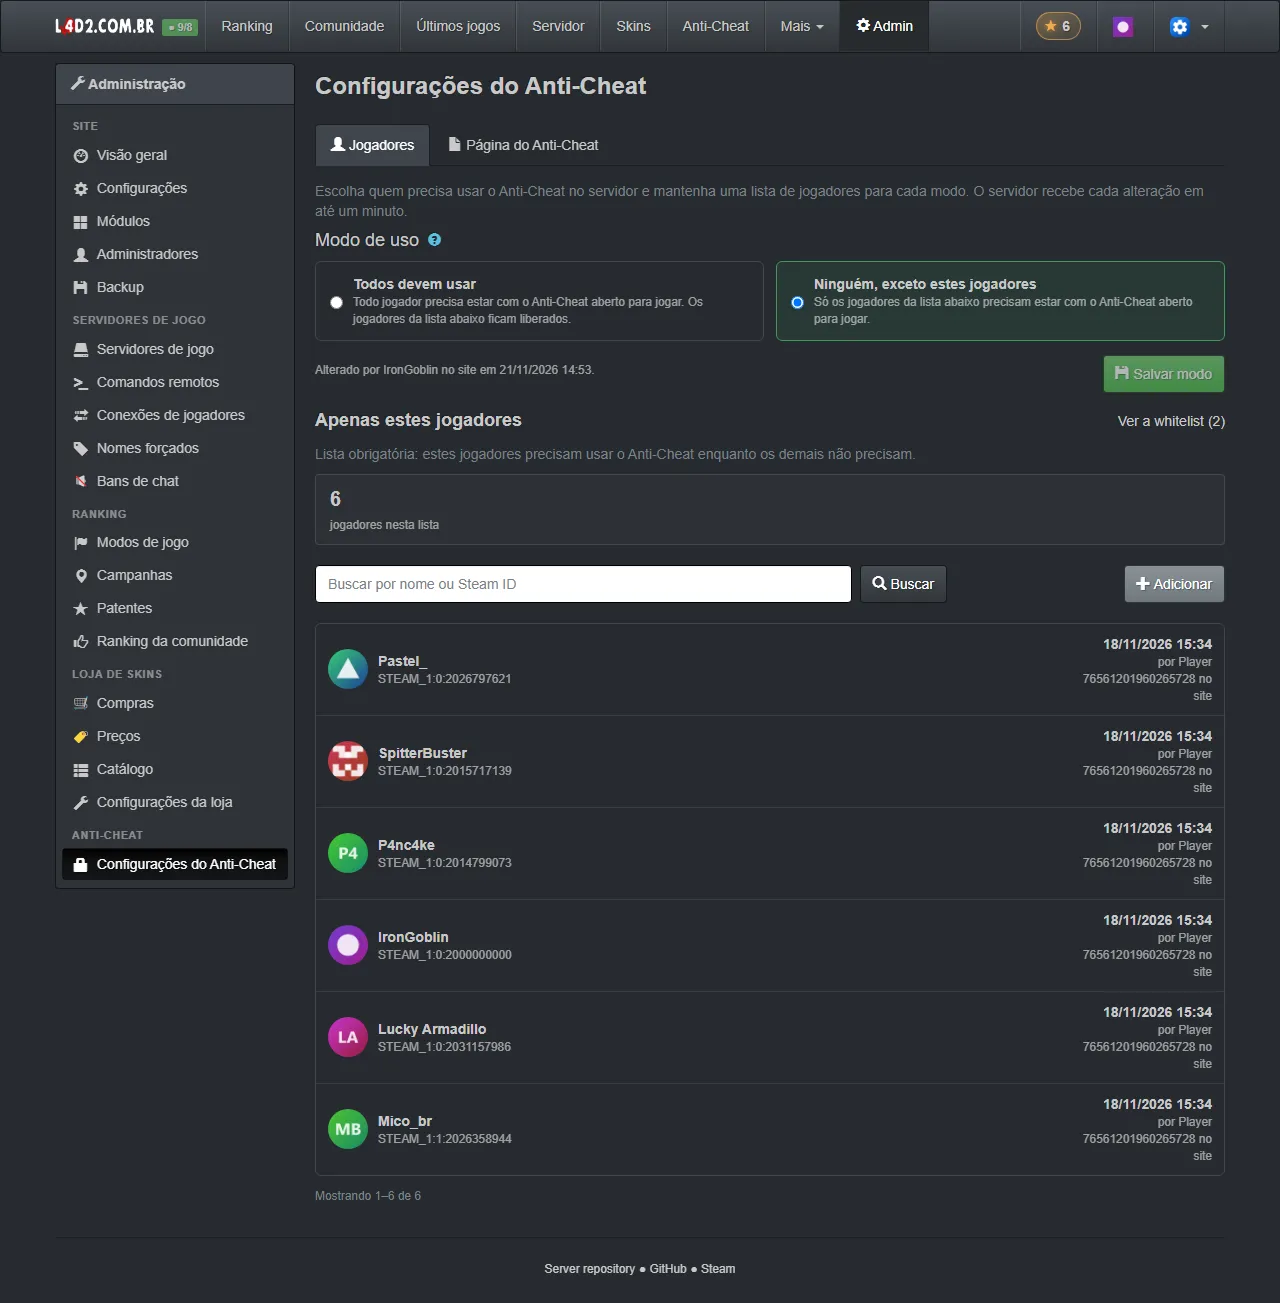 L4D2.COM.BR 9/8 Ranking Comunidade Últimos jogos Servidor Skins Anti-Cheat Mais Admin 6
Administração
SITE
Visão geral
Configurações
Módulos
Administradores
Backup
SERVIDORES DE JOGO
Servidores de jogo
Comandos remotos
Conexões de jogadores
Nomes forçados
Bans de chat
RANKING
Modos de jogo
Campanhas
Patentes
Ranking da comunidade
LOJA DE SKINS
Compras
Preços
Catálogo
Configurações da loja
ANTI-CHEAT
Configurações do Anti-Cheat
Configurações do Anti-Cheat
Jogadores Página do Anti-Cheat
Escolha quem precisa usar o Anti-Cheat no servidor e mantenha uma lista de jogadores para cada modo. O servidor recebe cada alteração em
até um minuto.
Modo de uso ?
Todos devem usar
Todo jogador precisa estar com o Anti-Cheat aberto para jogar. Os
jogadores da lista abaixo ficam liberados.
Ninguém, exceto estes jogadores
Só os jogadores da lista abaixo precisam estar com o Anti-Cheat aberto
para jogar.
Alterado por IronGoblin no site em 21/11/2026 14:53.
Salvar modo
Apenas estes jogadores
Ver a whitelist (2)
Lista obrigatória: estes jogadores precisam usar o Anti-Cheat enquanto os demais não precisam.
6
jogadores nesta lista
Buscar por nome ou Steam ID
Buscar
Adicionar
Pastel_
STEAM_1:0:2026797621
18/11/2026 15:34
por Player
76561201960265728 no
site
SpitterBuster
STEAM_1:0:2015717139
18/11/2026 15:34
por Player
76561201960265728 no
site
P4
P4nc4ke
STEAM_1:0:2014799073
18/11/2026 15:34
por Player
76561201960265728 no
site
IronGoblin
STEAM_1:0:2000000000
18/11/2026 15:34
por Player
76561201960265728 no
site
LA
Lucky Armadillo
STEAM_1:0:2031157986
18/11/2026 15:34
por Player
76561201960265728 no
site
MB
Mico_br
STEAM_1:1:2026358944
18/11/2026 15:34
por Player
76561201960265728 no
site
Mostrando 1–6 de 6
Server repository ● GitHub ● Steam